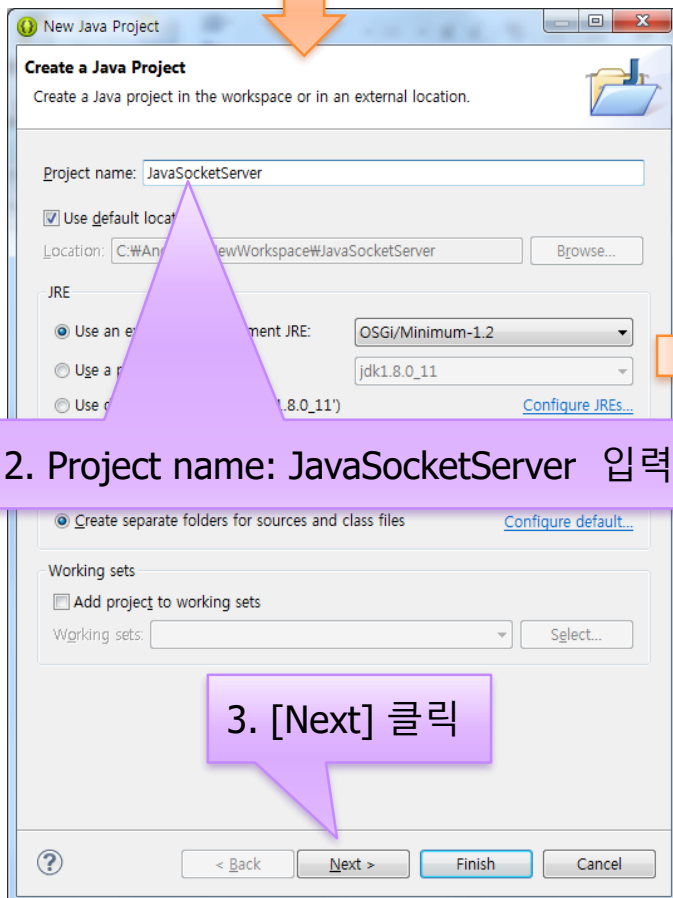 New Java Project
Create a Java Project
Create a Java project in the workspace or in an external location.
Project name: JavaSocketServer
Use default locat
Location: C:₩An ewWorkspace₩JavaSocketServer Browse...
JRE
Use an e ment JRE: OSGi/Minimum-1.2
Use a p jdk1.8.0_11
Use .8.0_11') Configure JREs...
2. Project name: JavaSocketServer 입력
Create separate folders for sources and class files Configure default...
Working sets
Add project to working sets
Working sets: Select...
3. [Next] 클릭
? < Back Next > Finish Cancel